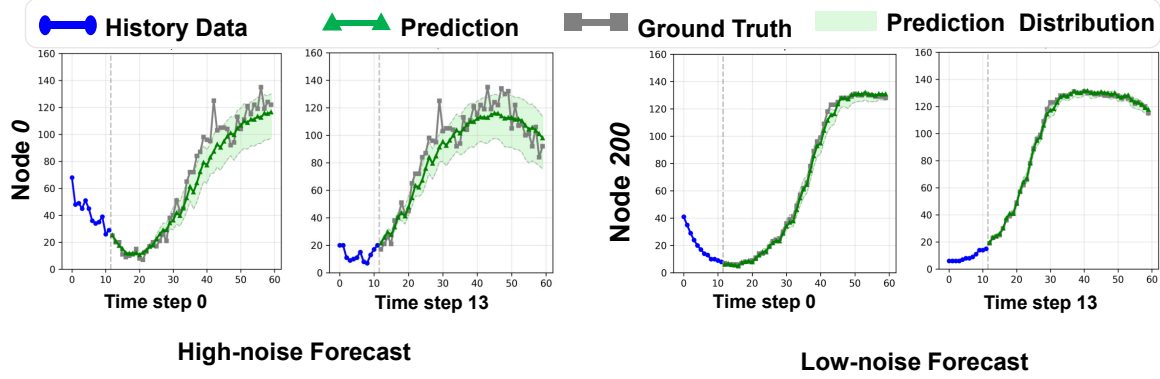 History Data Prediction Ground Truth Prediction Distribution
160 160 160 160
140 140 140 140
120 120 120 120
100 100 100 100
80 80 80 80
60 60 60 60
40 40 40 40
20 20 20 20
0 0 0 0
Node 0
Node 200
0 10 20 30 40 50 60 0 10 20 30 40 50 60 0 10 20 30 40 50 60 0 10 20 30 40 50 60
Time step 0 Time step 13 Time step 0 Time step 13
High-noise Forecast Low-noise Forecast